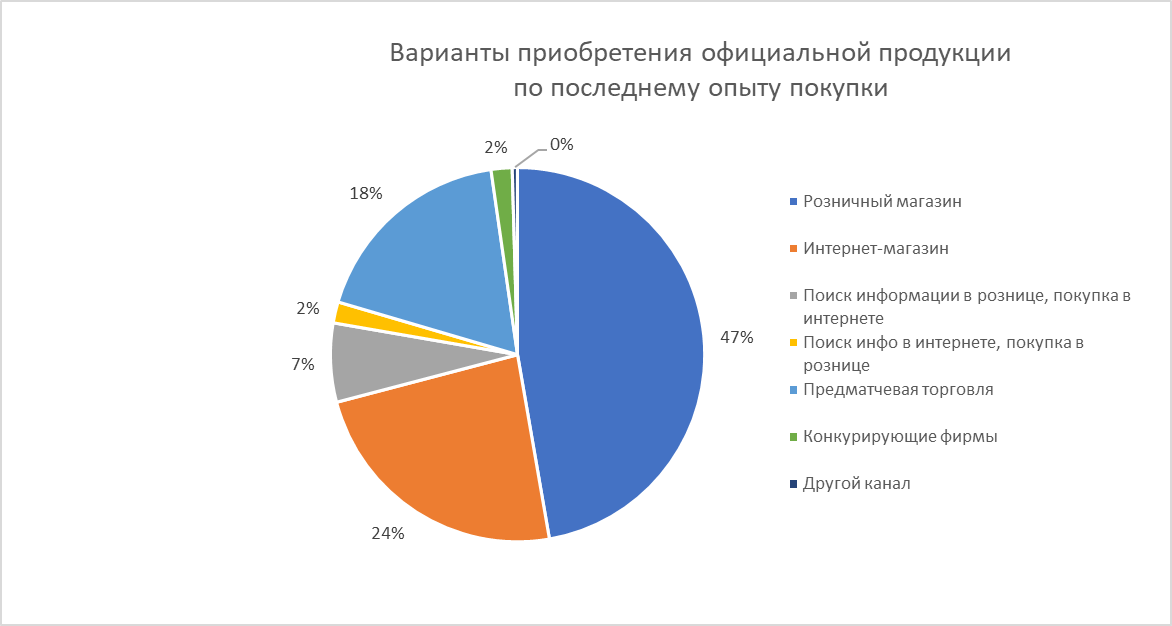 Варианты приобретения официальной продукции
по последнему опыту покупки
2%
0%
18%
2%
7%
24%
47%
Розничный магазин
Интернет-магазин
Поиск информации в рознице, покупка в
интернете
Поиск инфо в интернете, покупка в
рознице
Предматчевая торговля
Конкурирующие фирмы
Другой канал